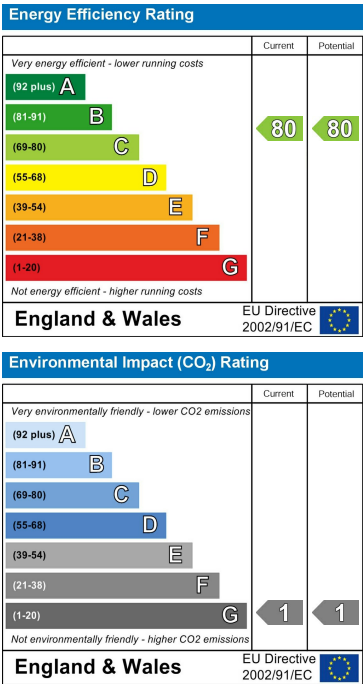 Energy Efficiency Rating
Current Potential
Very energy efficient - lower running costs
(92 plus) A
(81-91) B
80 80
(69-80) C
(55-68) D
(39-54) E
(21-38) F
(1-20) G
Not energy efficient - higher running costs
England & Wales
EU Directive
2002/91/EC
Environmental Impact (CO₂) Rating
Current Potential
Very environmentally friendly - lower CO2 emissions
(92 plus) A
(81-91) B
(69-80) C
(55-68) D
(39-54) E
(21-38) F
(1-20) G 1 1
Not environmentally friendly - higher CO2 emissions
England & Wales
EU Directive
2002/91/EC